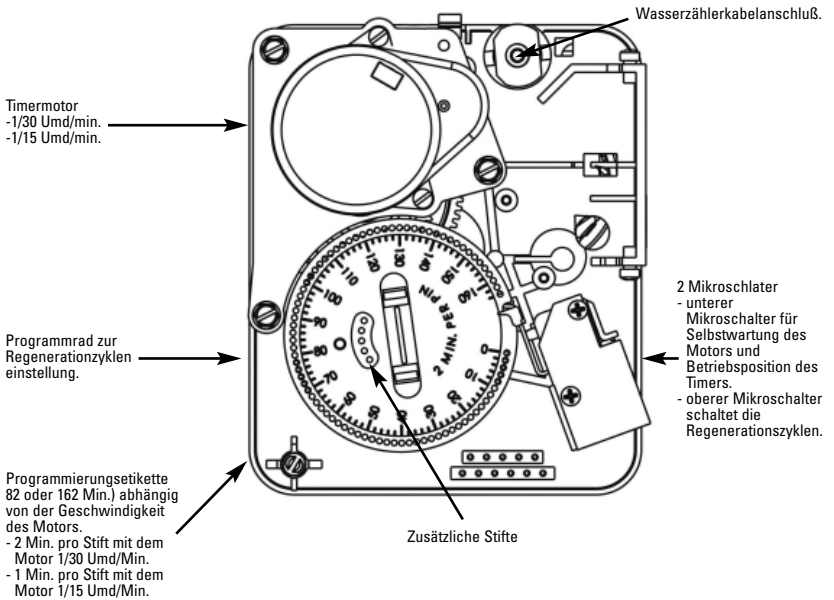 Wasserzählerkabelanschluß.
Timermotor
-1/30 Umd/min.
-1/15 Umd/min.
Programmrad zur
Regenerationzyklen
einstellung.
Programmierungsetikette
82 oder 162 Min.) abhängig
von der Geschwindigkeit
des Motors.
- 2 Min. pro Stift mit dem
Motor 1/30 Umd/Min.
- 1 Min. pro Stift mit dem
Motor 1/15 Umd/Min.
0
10
20
30
40
50
60
70
80
90
100
110
120
130
140
150
160
2 MIN. PER PIN
Zusätzliche Stifte
2 Mikroschlater
- unterer
Mikroschalter für
Selbstwartung des
Motors und
Betriebsposition des
Timers.
- oberer Mikroschalter
schaltet die
Regenerationszyklen.